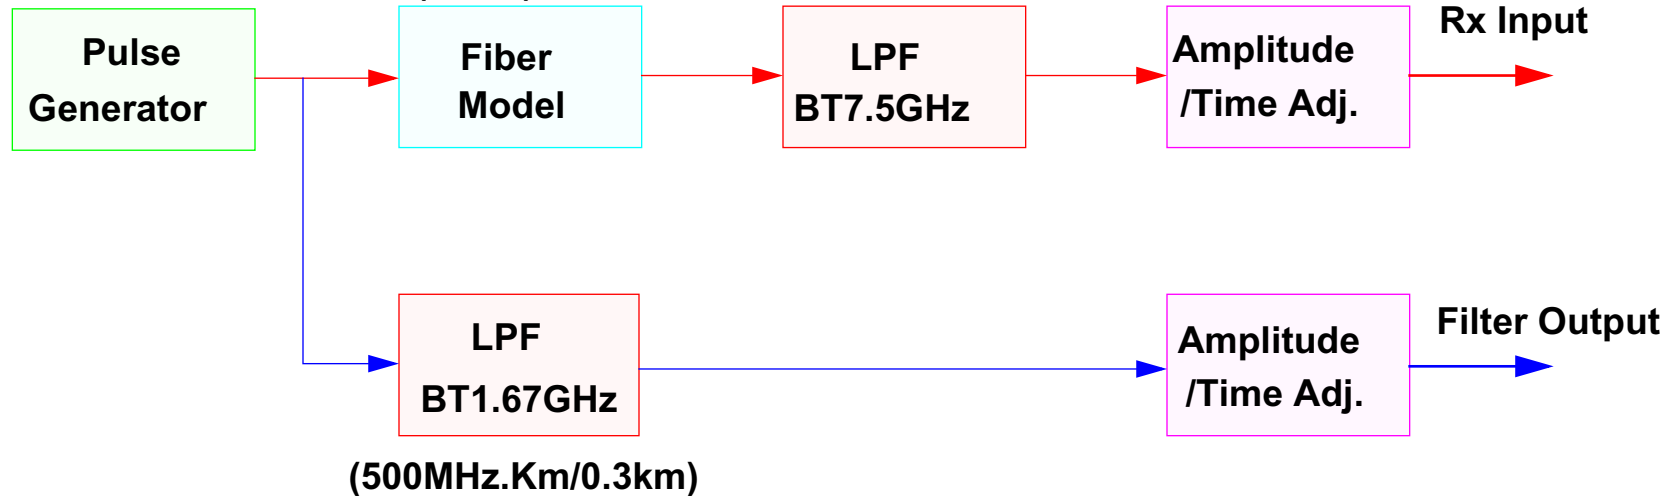 Pulse
Generator
Fiber
Model
LPF
BT7.5GHz
Amplitude
/Time Adj.
Rx Input
LPF
BT1.67GHz
(500MHz.Km/0.3km)
Amplitude
/Time Adj.
Filter Output